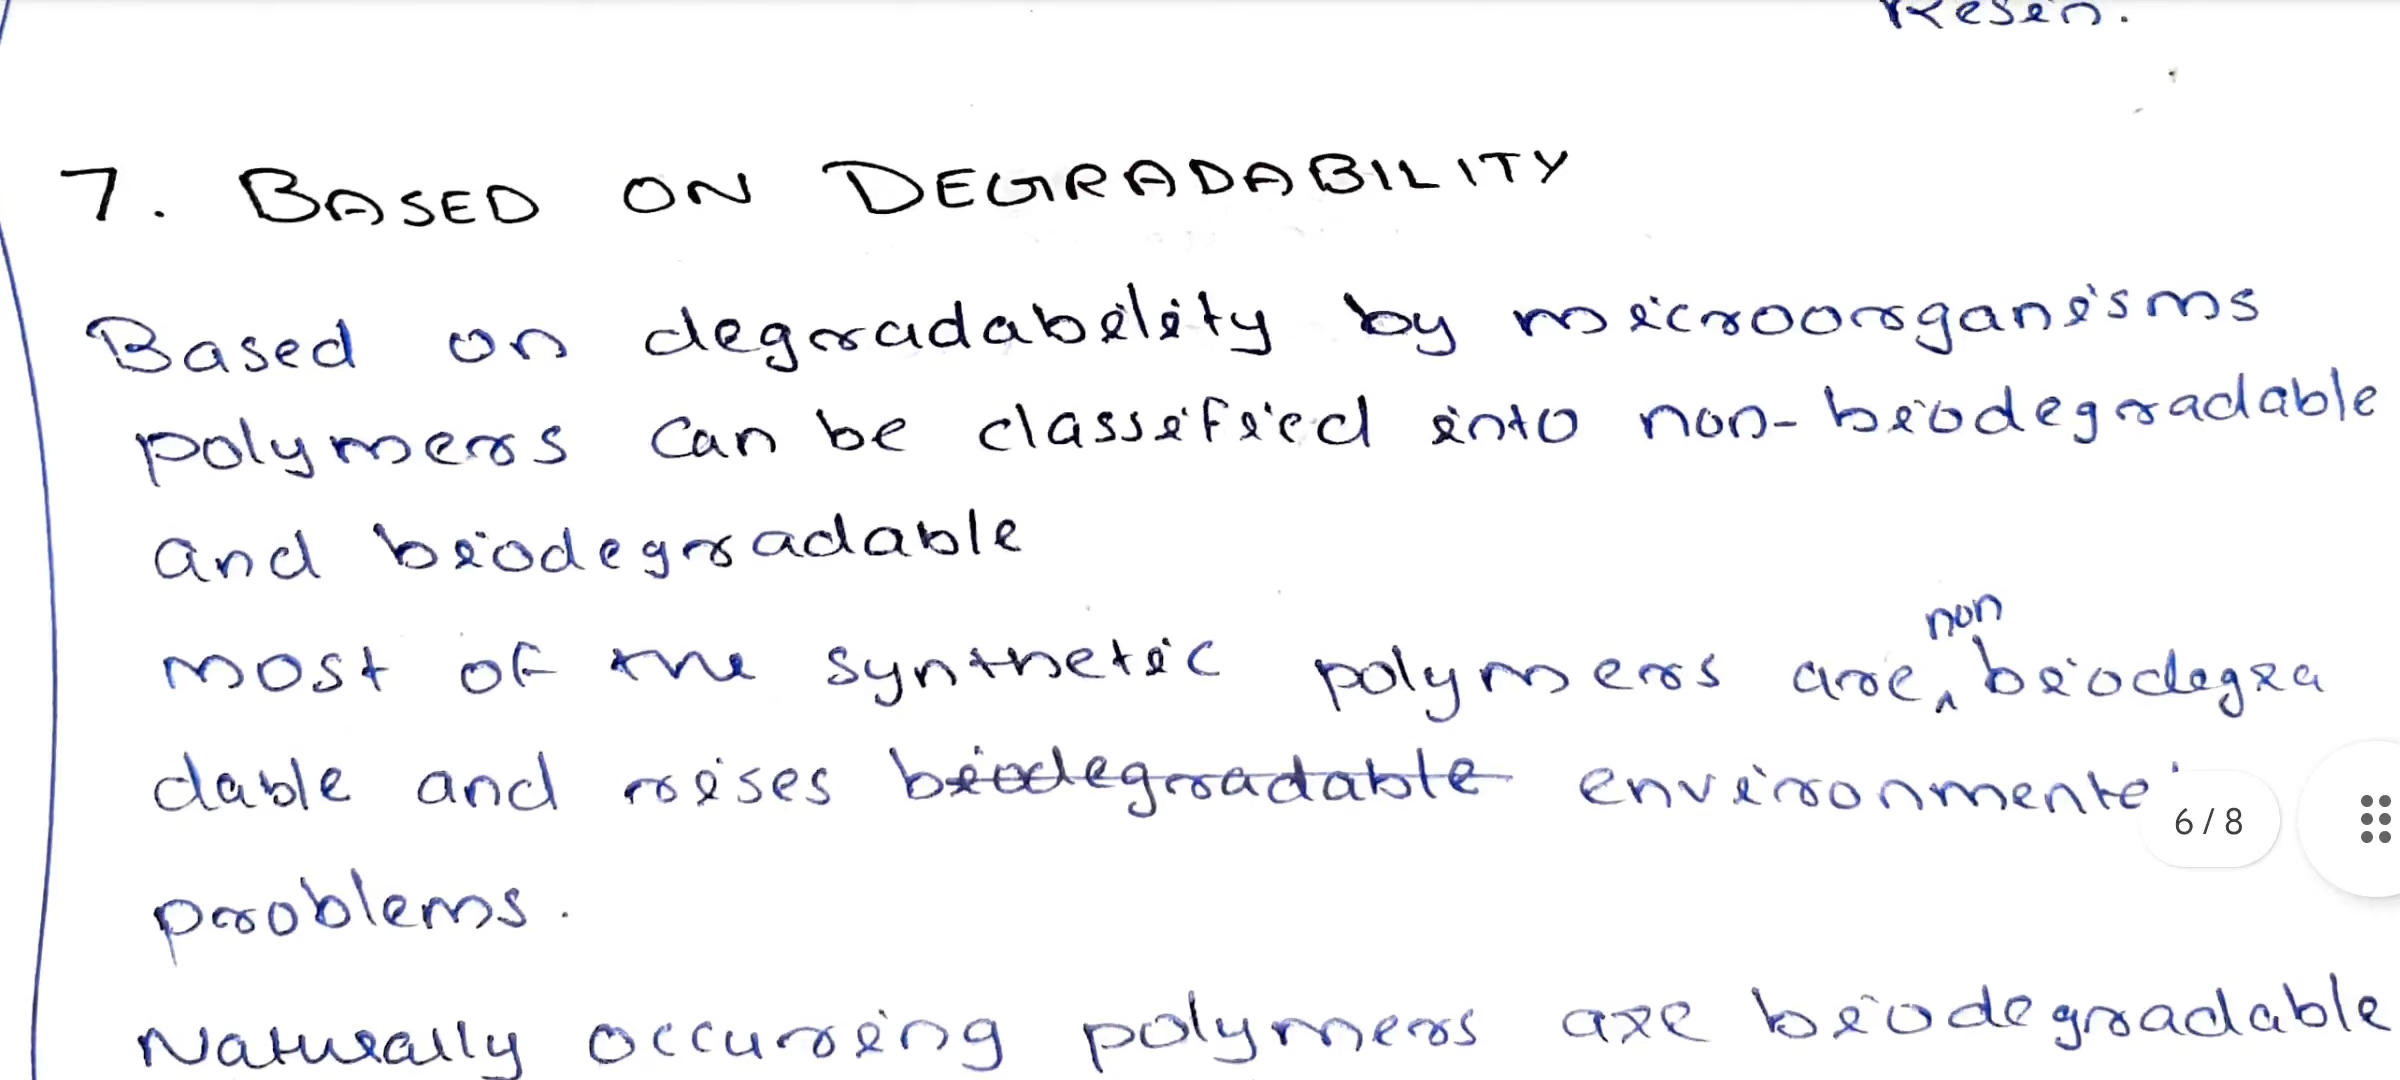 Resin.
7. BASED ON DEGRADABILITY
Based on degradability by microorganisms
polymers can be classified into non-biodegradable
and biodegradable
most of the synthetic polymers are non biodegra
dable and rises biodegradable environmenta
problems.
6 / 8
Naturally occuring polymers are biodegradable